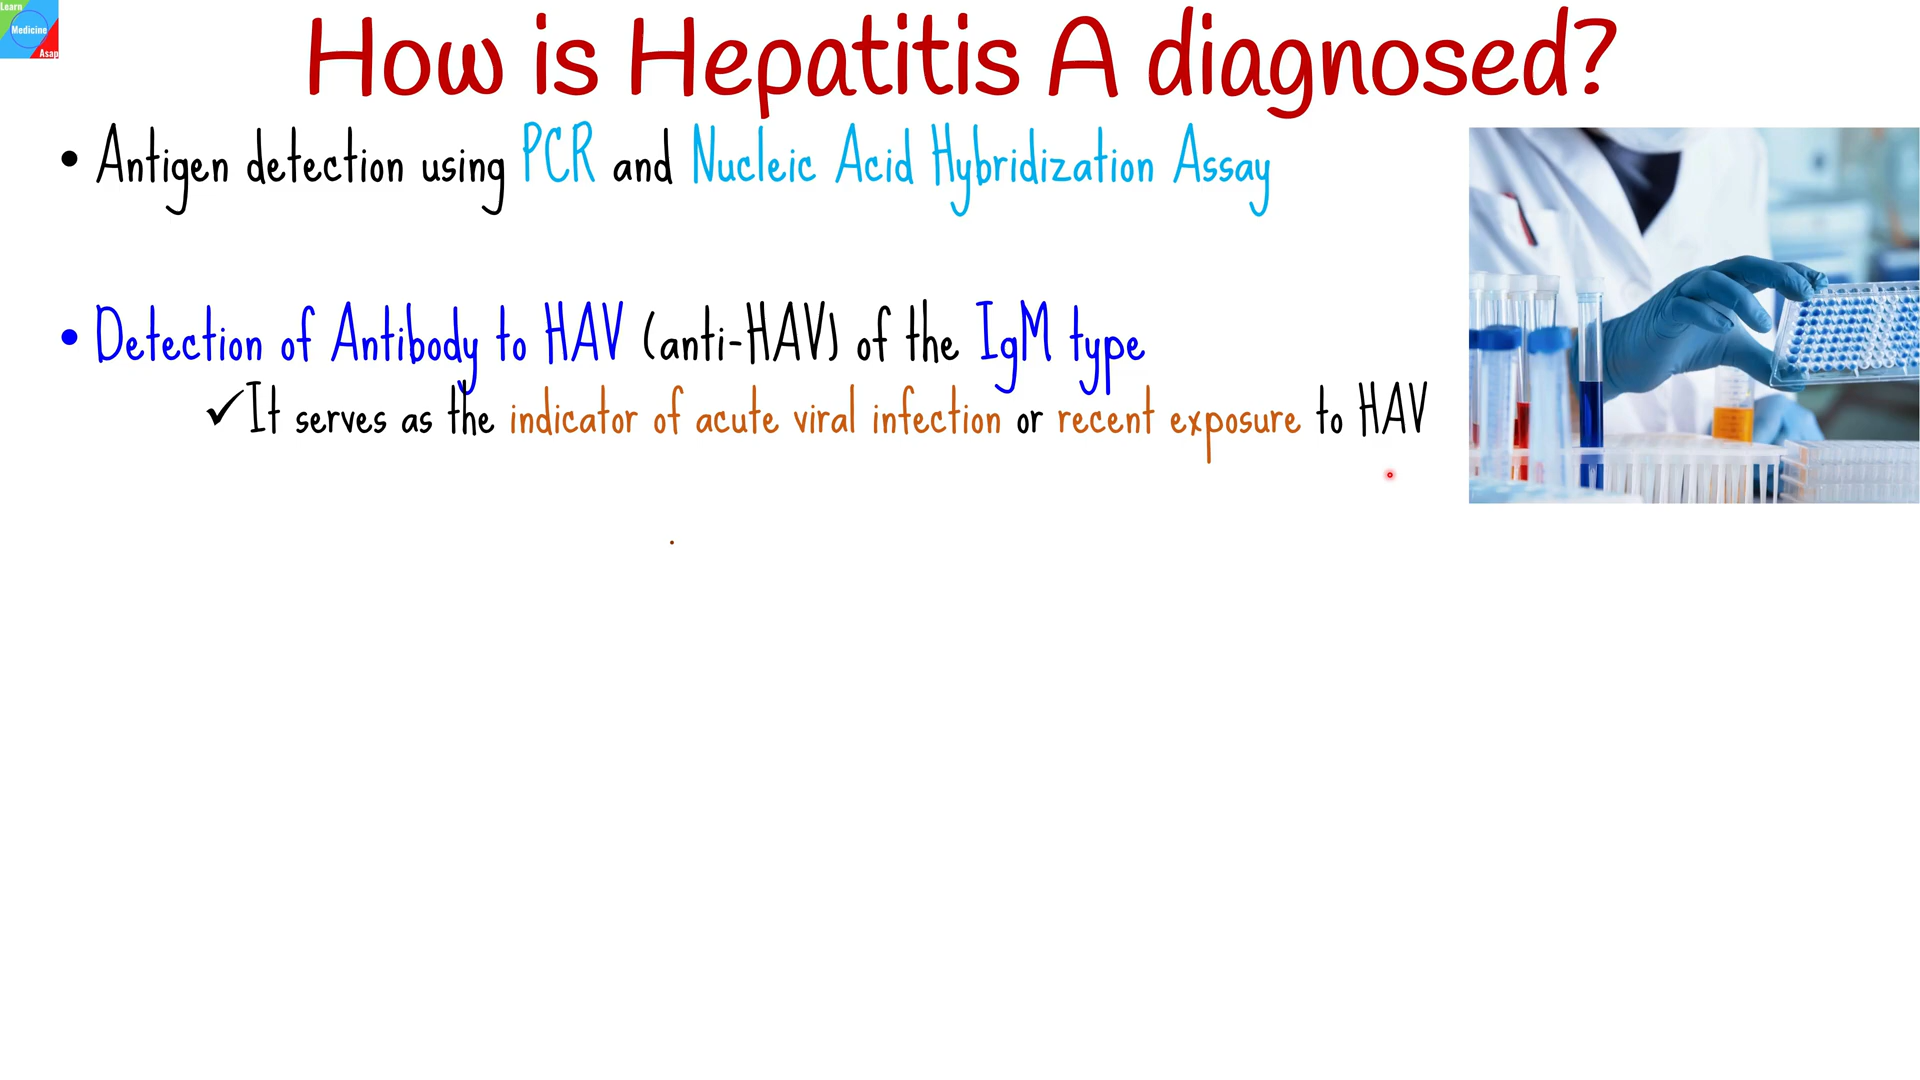 Learn
Medicine
Asap
How is Hepatitis A diagnosed?
• Antigen detection using PCR and Nucleic Acid Hybridization Assay
• Detection of Antibody to HAV (anti-HAV) of the IgM type
✓It serves as the indicator of acute viral infection or recent exposure to HAV